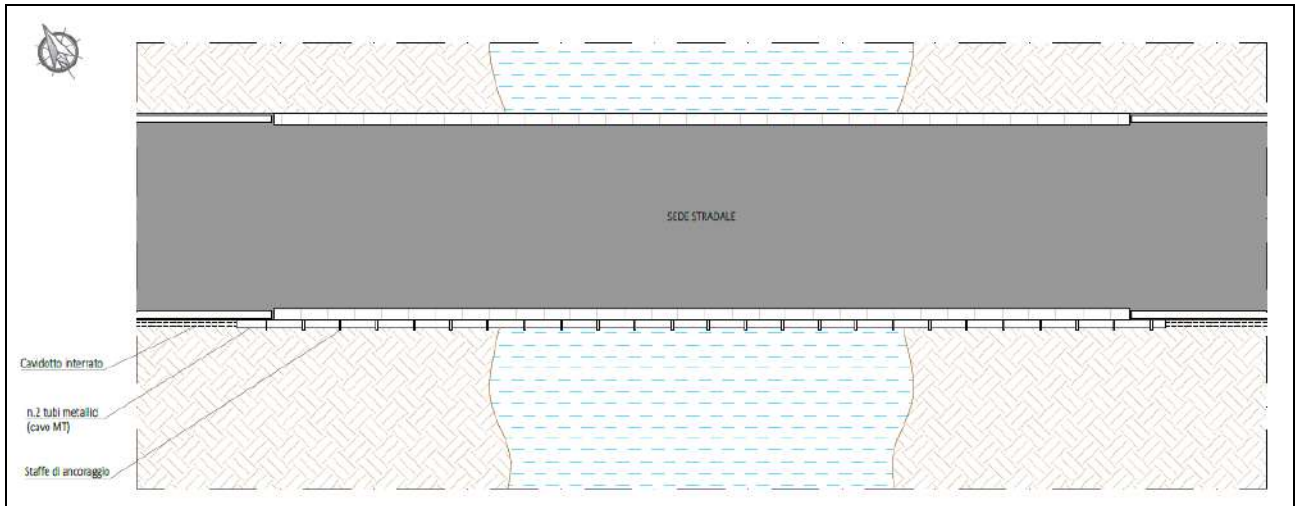 SEDE STRADALE
Cavidotto interrato
n.2 tubi metallici
(cavo MT)
Staffe di ancoraggio